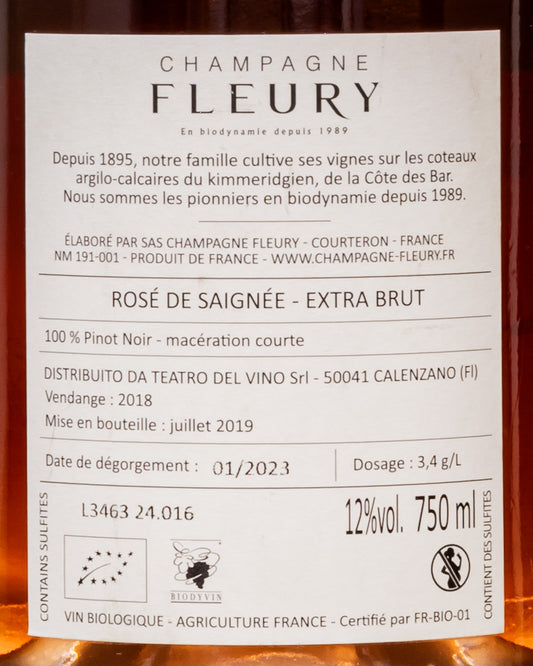 CHAMPAGNE
FLEURY
En biodynamie depuis 1989
Depuis 1895, notre famille cultive ses vignes sur les coteaux
argilo-calcaires du kimmeridgien, de la Côte des Bar.
Nous sommes les pionniers en biodynamie depuis 1989.
ÉLABORÉ PAR SAS CHAMPAGNE FLEURY - COURTERON - FRANCE
NM 191-001 - PRODUIT DE FRANCE - WWW.CHAMPAGNE-FLEURY.FR
ROSÉ DE SAIGNÉE - EXTRA BRUT
100 % Pinot Noir - macération courte
DISTRIBUITO DA TEATRO DEL VINO Srl - 50041 CALENZANO (FI)
Vendange : 2018
Mise en bouteille : juillet 2019
Date de dégorgement : 01/2023
Dosage : 3,4 g/L
CONTAINS SULFITES
L3463 24.016
12%vol. 750 ml
BIODYVIN
CONTIENT DES SULFITES
VIN BIOLOGIQUE - AGRICULTURE FRANCE - Certifié par FR-BIO-01